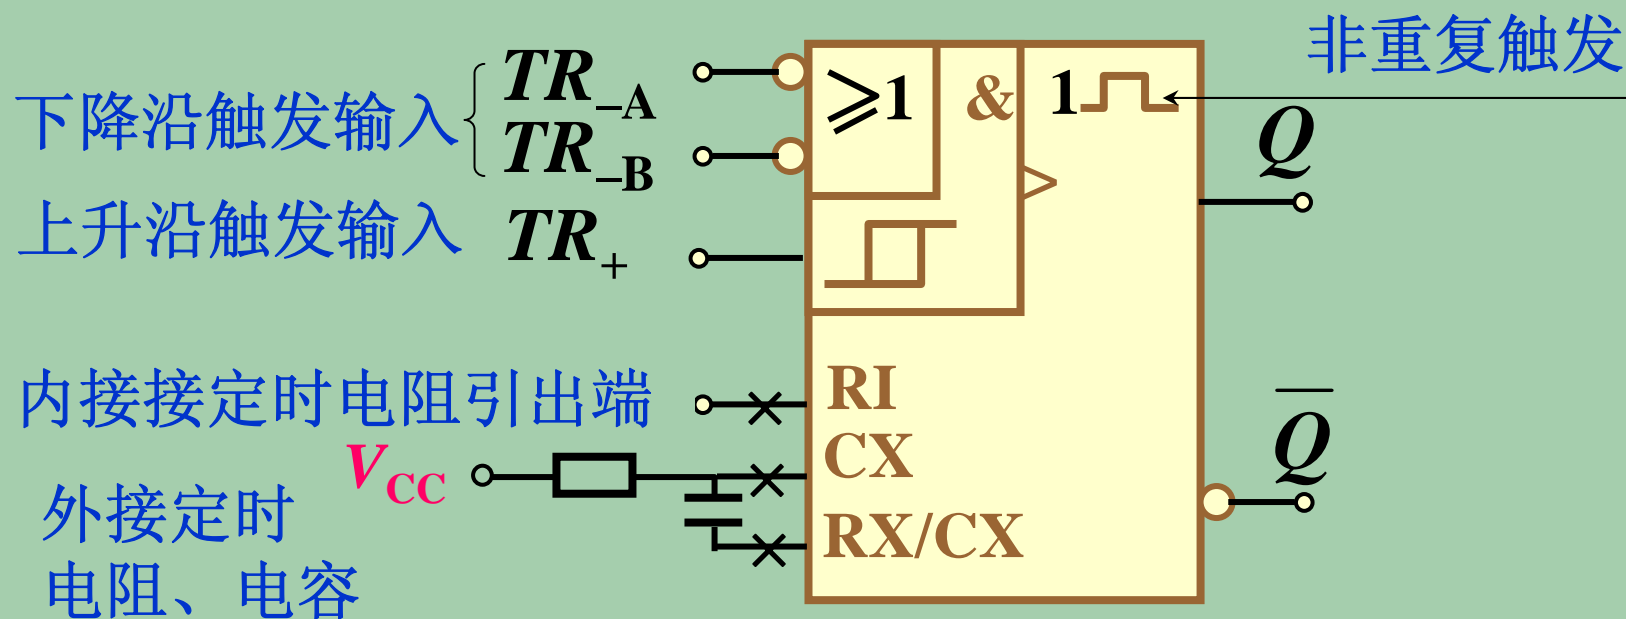 非重复触发
TR–A
≥1
&
1
下降沿触发输入
TR–B
Q
上升沿触发输入
TR+
内接接定时电阻引出端
RI
Q̅
VCC
CX
外接定时
电阻、电容
RX/CX